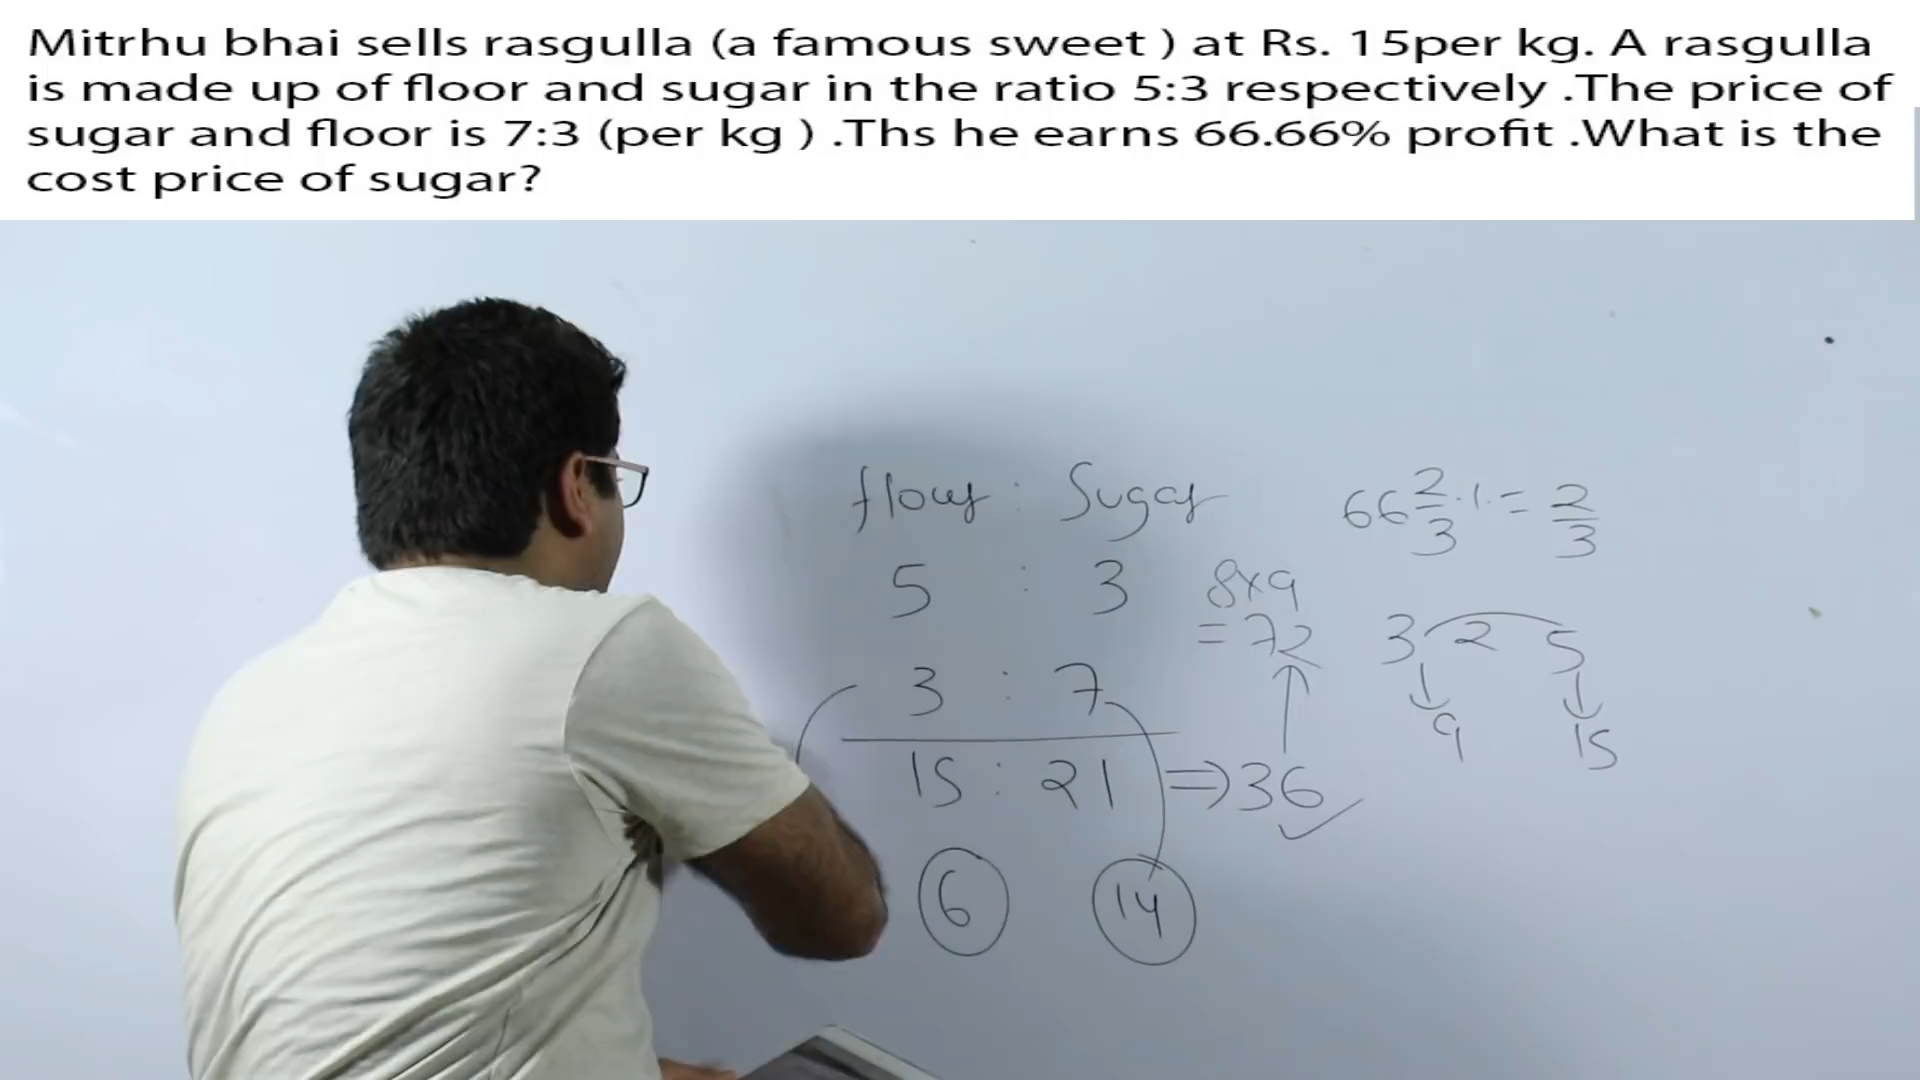 Mitrhu bhai sells rasgulla (a famous sweet ) at Rs. 15per kg. A rasgulla
is made up of floor and sugar in the ratio 5:3 respectively .The price of
sugar and floor is 7:3 (per kg ) .Ths he earns 66.66% profit .What is the
cost price of sugar?
flour : Sugar
66 2/3 % = 2/3
5 : 3
8x9
= 72
3 2 5
9 15
3 : 7
15 : 21 => 36
6 14